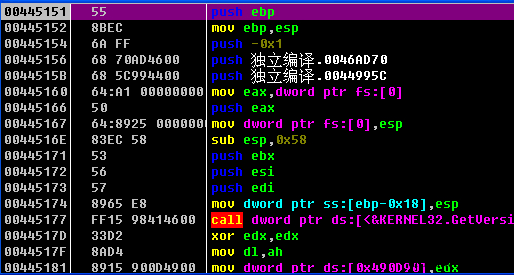 00445151 55 push ebp
00445152 8BEC mov ebp,esp
00445154 6A FF push -0x1
00445156 68 70AD4600 push 独立编译.0046AD70
0044515B 68 5C994400 push 独立编译.0044995C
00445160 64:A1 00000000 mov eax,dword ptr fs:[0]
00445166 50 push eax
00445167 64:8925 0000000 mov dword ptr fs:[0],esp
0044516E 83EC 58 sub esp,0x58
00445171 53 push ebx
00445172 56 push esi
00445173 57 push edi
00445174 8965 E8 mov dword ptr ss:[ebp-0x18],esp
00445177 FF15 98414600 call dword ptr ds:[<&KERNEL32.GetVersi
0044517D 33D2 xor edx,edx
0044517F 8AD4 mov dl,ah
00445181 8915 900D4900 mov dword ptr ds:[0x490D90],edx